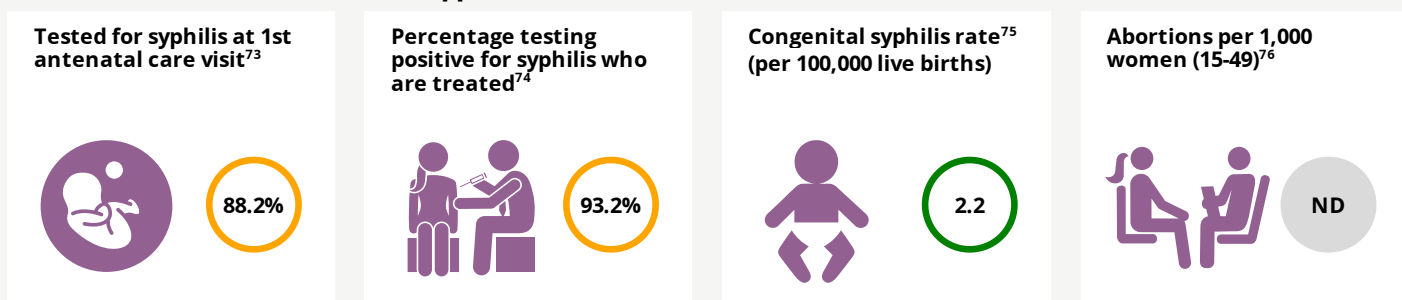 Tested for syphilis at 1st
antenatal care visit73
88.2%
Percentage testing
positive for syphilis who
are treated74
93.2%
Congenital syphilis rate75
(per 100,000 live births)
2.2
Abortions per 1,000
women (15-49)76
ND